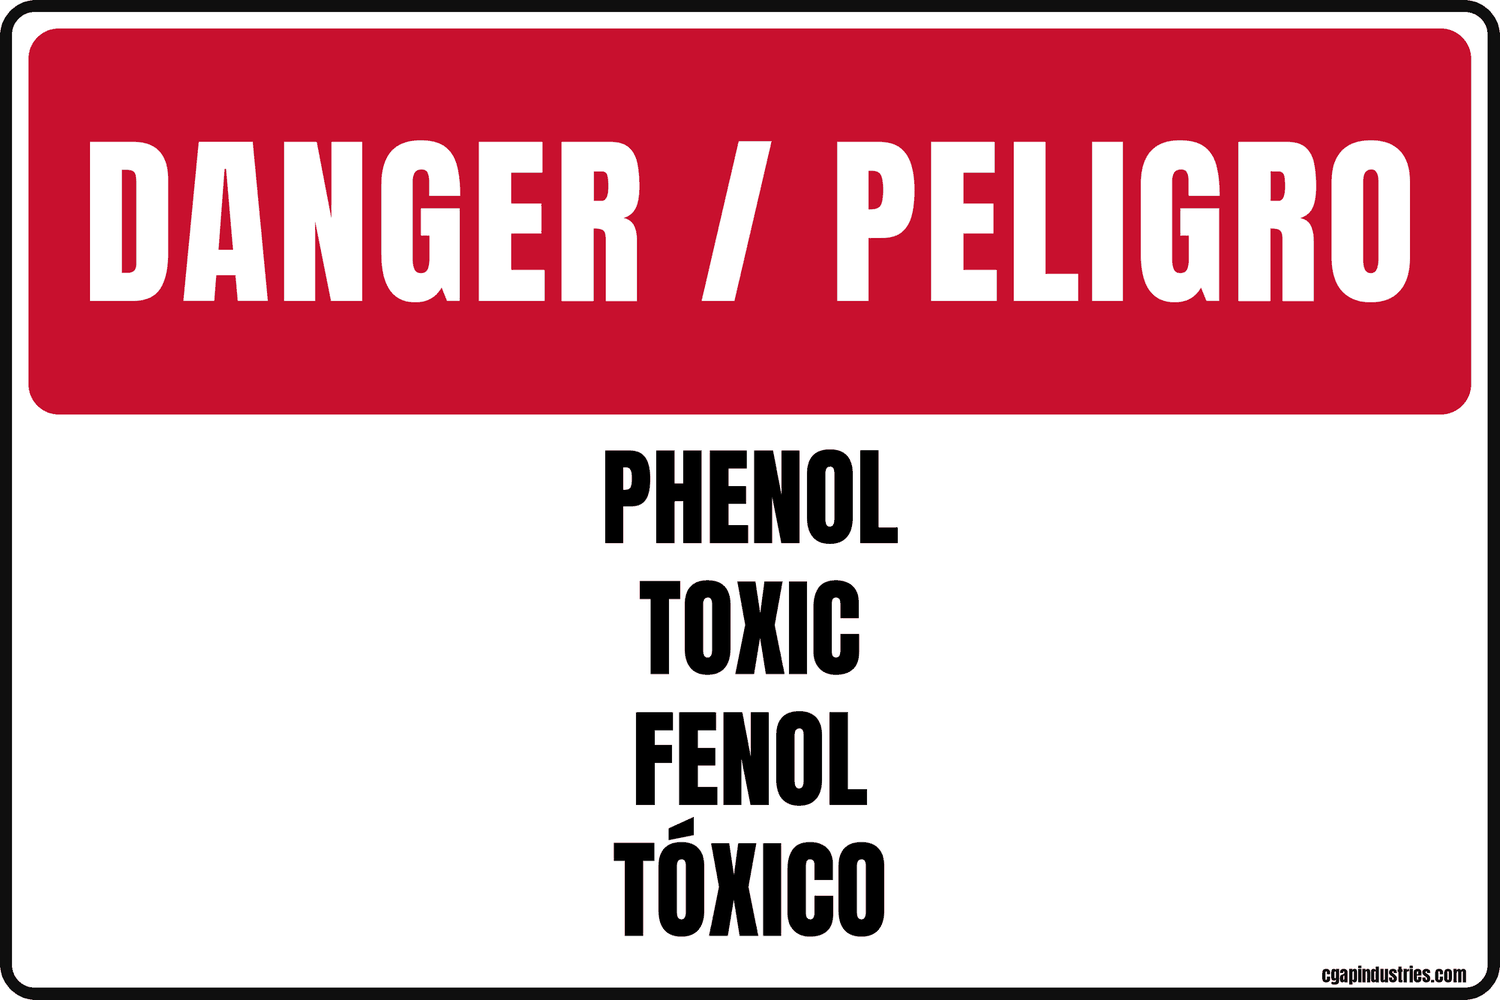 DANGER / PELIGRO
PHENOL
TOXIC
FENOL
TÓXICO
cgapindustries.com